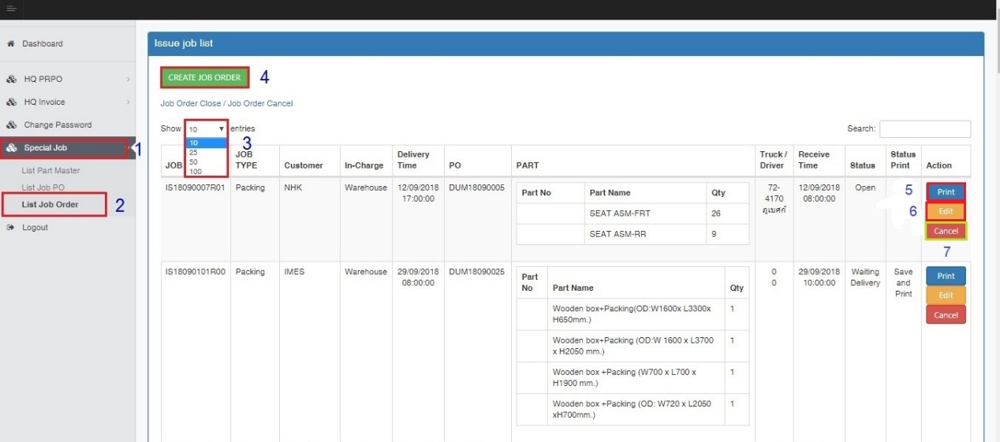 Dashboard
HQ PRPO
HQ Invoice
Change Password
Special Job
1
List Part Master
List Job PO
List Job Order
2
Logout
Issue job list
CREATE JOB ORDER
4
Job Order Close / Job Order Cancel
Show 10 entries
10
25
50
100
3
Search:
JOB
JOB
TYPE
Customer
In-Charge
Delivery
Time
PO
PART
Truck /
Driver
Receive
Time
Status
Status
Print
Action
IS18090007R01
Packing
NHK
Warehouse
12/09/2018
17:00:00
DUM18090005
Part No
Part Name
Qty
SEAT ASM-FRT
26
SEAT ASM-RR
9
72-
4170
ภูเบศก์
12/09/2018
08:00:00
Open
5
Print
6
Edit
Cancel
7
IS18090101R00
Packing
IMES
Warehouse
29/09/2018
08:00:00
DUM18090025
Part
No
Part Name
Qty
Wooden box+Packing(OD:W1600x L3300x
H650mm.)
1
Wooden box+Packing (OD:W 1600 x L3700
x H2050 mm.)
1
Wooden box +Packing (W700 x L700 x
H1900 mm.)
1
Wooden box +Packing (OD: W720 x L2050
xH700mm.)
1
0
0
29/09/2018
10:00:00
Waiting
Delivery
Save
and
Print
Print
Edit
Cancel